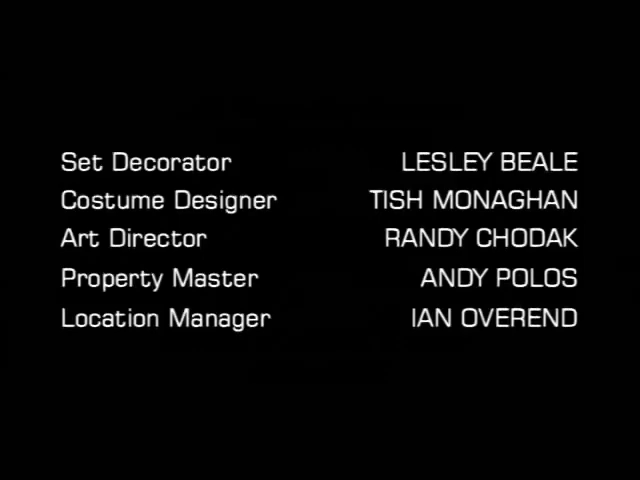 Set Decorator LESLEY BEALE
Costume Designer TISH MONAGHAN
Art Director RANDY CHODAK
Property Master ANDY POLOS
Location Manager IAN OVEREND